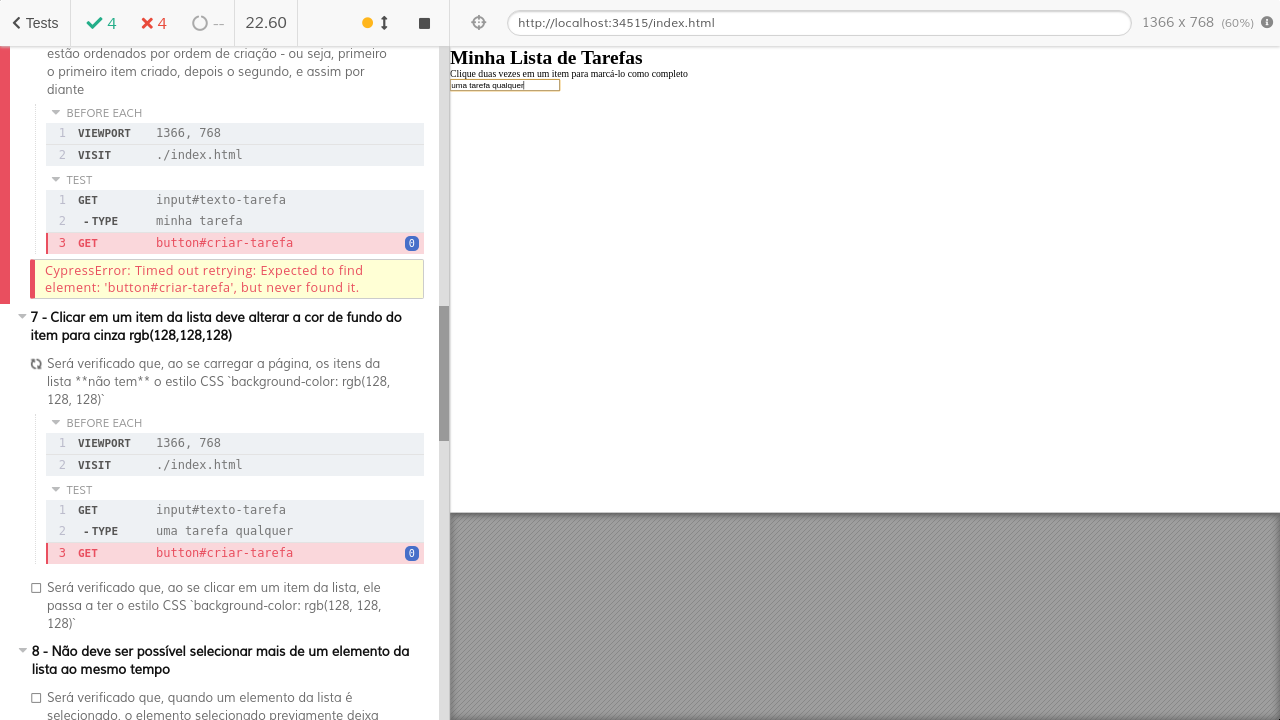 Tests
4
4
--
22.60
http://localhost:34515/index.html
1366 x 768 (60%)
estão ordenados por ordem de criação - ou seja, primeiro
o primeiro item criado, depois o segundo, e assim por
diante
BEFORE EACH
1 VIEWPORT 1366, 768
2 VISIT ./index.html
TEST
1 GET input#texto-tarefa
2 -TYPE minha tarefa
3 GET button#criar-tarefa 0
CypressError: Timed out retrying: Expected to find
element: 'button#criar-tarefa', but never found it.
7 - Clicar em um item da lista deve alterar a cor de fundo do
item para cinza rgb(128,128,128)
Será verificado que, ao se carregar a página, os itens da
lista **não tem** o estilo CSS `background-color: rgb(128,
128, 128)`
BEFORE EACH
1 VIEWPORT 1366, 768
2 VISIT ./index.html
TEST
1 GET input#texto-tarefa
2 -TYPE uma tarefa qualquer
3 GET button#criar-tarefa 0
Será verificado que, ao se clicar em um item da lista, ele
passa a ter o estilo CSS `background-color: rgb(128, 128,
128)`
8 - Não deve ser possível selecionar mais de um elemento da
lista ao mesmo tempo
Será verificado que, quando um elemento da lista é
selecionado, o elemento selecionado previamente deixa
Minha Lista de Tarefas
Clique duas vezes em um item para marcá-lo como completo
uma tarefa qualquer